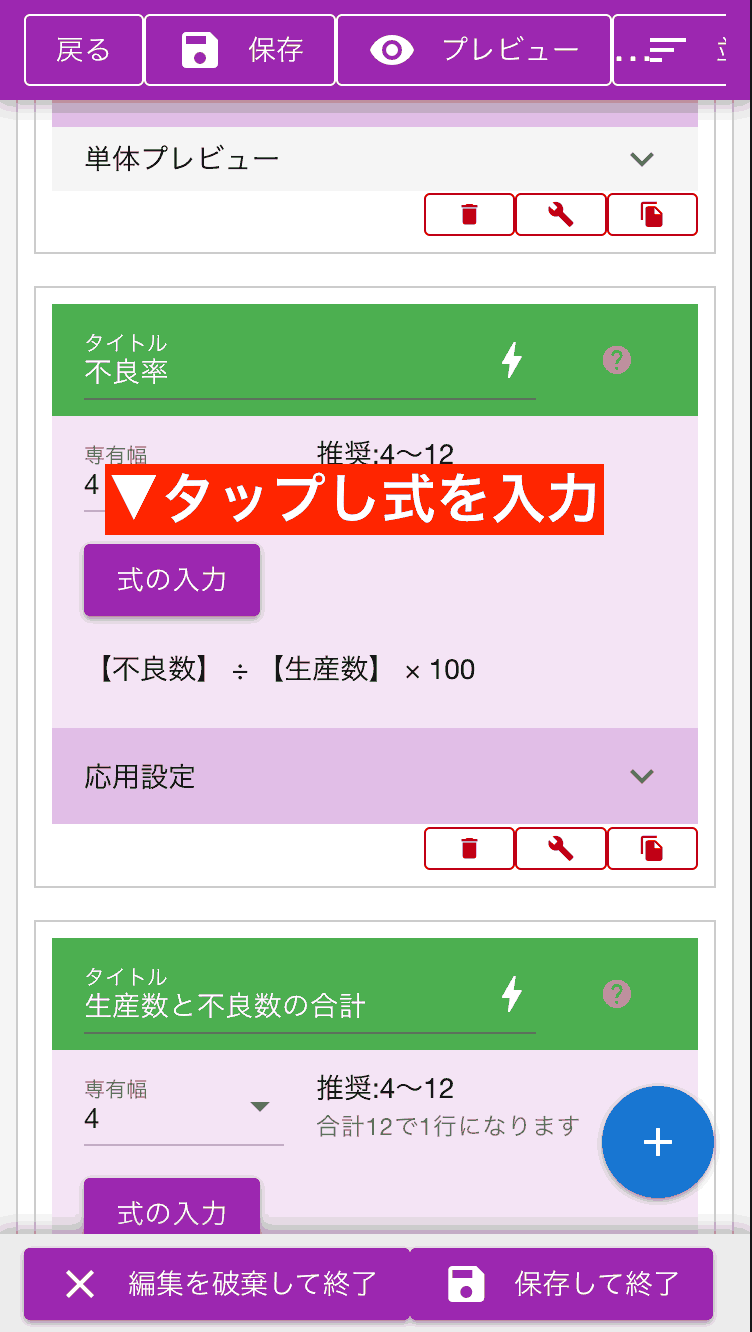 戻る 保存 プレビュー ...
単体プレビュー
タイトル
不良率
専有幅 推奨:4〜12
4
▼タップし式を入力
式の入力
【不良数】 ÷ 【生産数】 × 100
応用設定
タイトル
生産数と不良数の合計
専有幅 推奨:4〜12
4 合計12で1行になります
式の入力
編集を破棄して終了 保存して終了